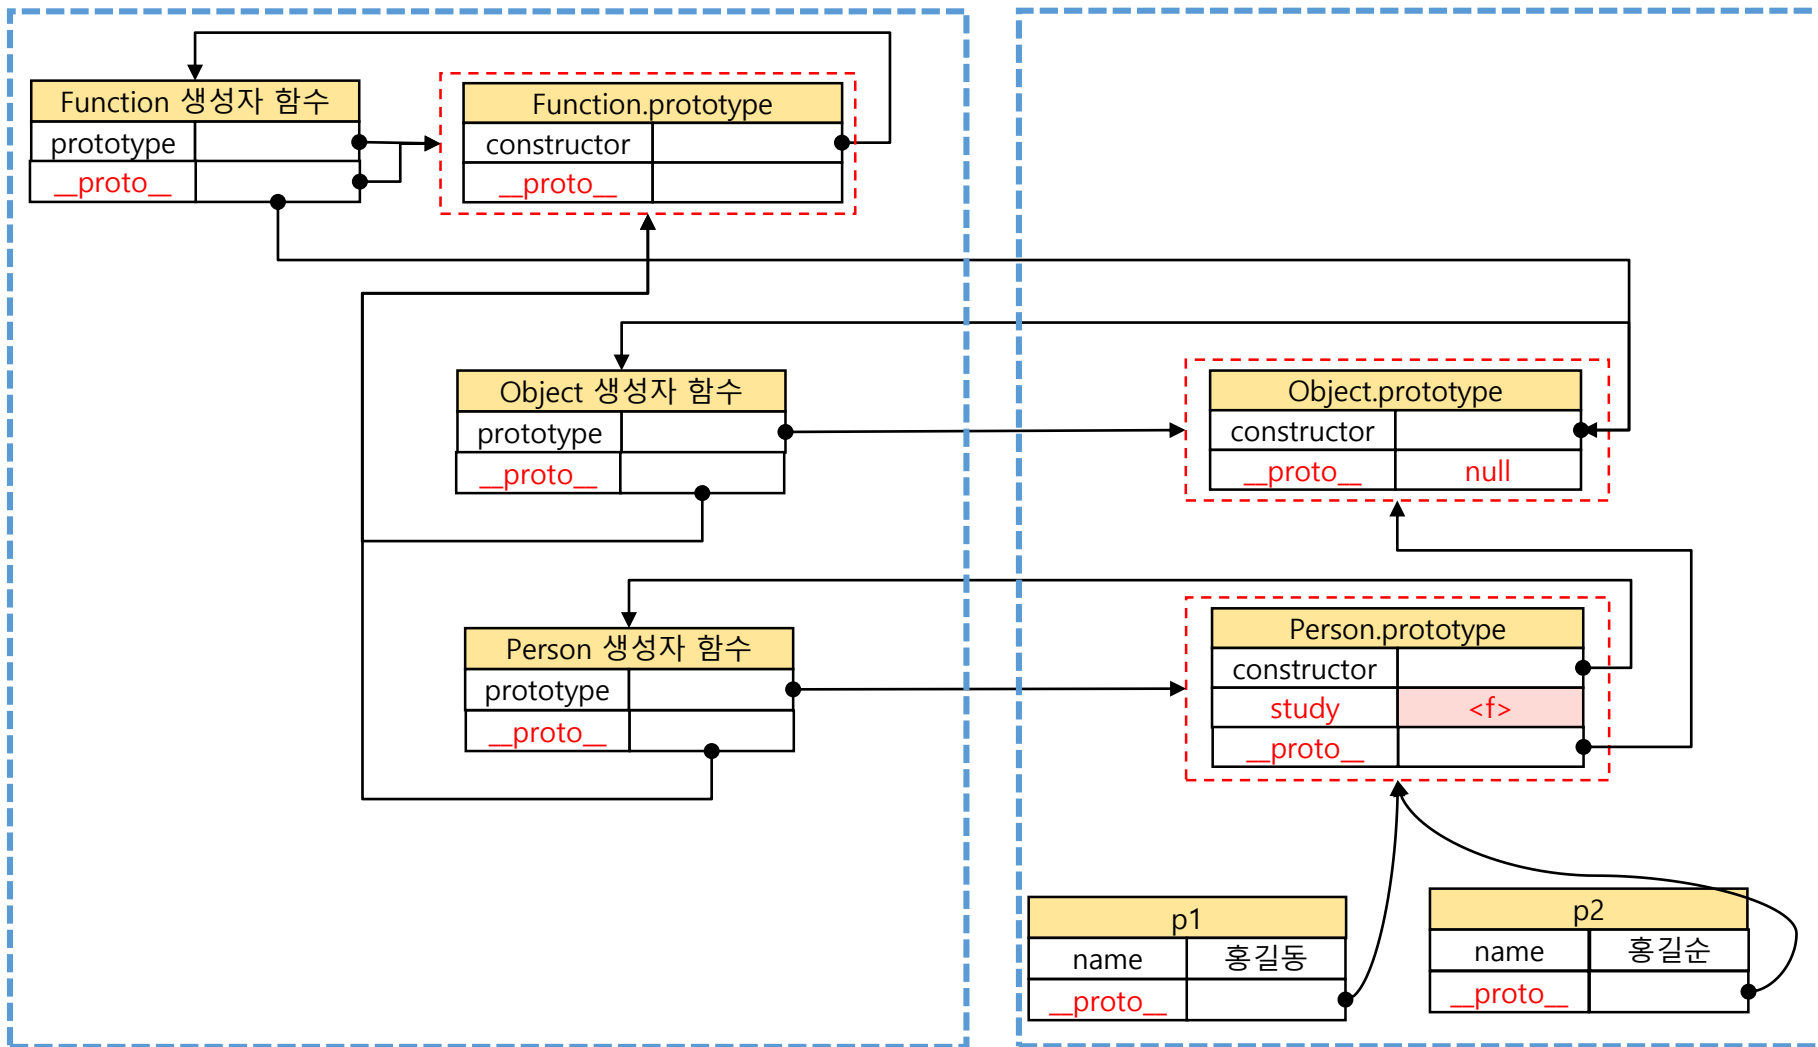 Function 생성자 함수
prototype
__proto__
Function.prototype
constructor
__proto__
Object 생성자 함수
prototype
__proto__
Object.prototype
constructor
__proto__ null
Person 생성자 함수
prototype
__proto__
Person.prototype
constructor
study <f>
__proto__
p1
name 홍길동
__proto__
p2
name 홍길순
__proto__